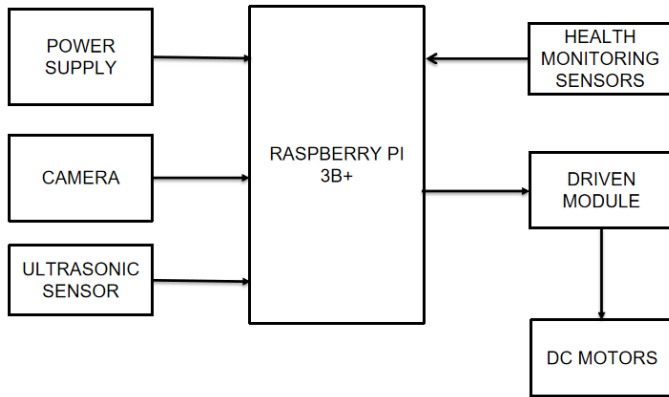 POWER
SUPPLY
CAMERA
ULTRASONIC
SENSOR
RASPBERRY PI
3B+
HEALTH
MONITORING
SENSORS
DRIVEN
MODULE
DC MOTORS